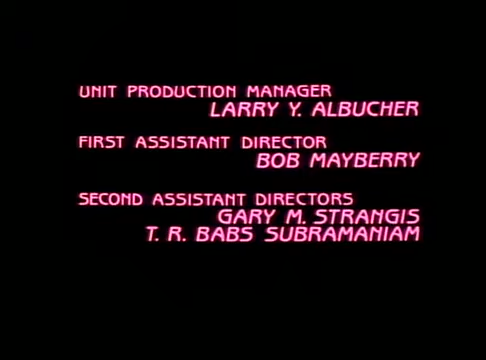 UNIT PRODUCTION MANAGER
LARRY Y. ALBUCHER
FIRST ASSISTANT DIRECTOR
BOB MAYBERRY
SECOND ASSISTANT DIRECTORS
GARY M. STRANGIS
T. R. BABS SUBRAMANIAM